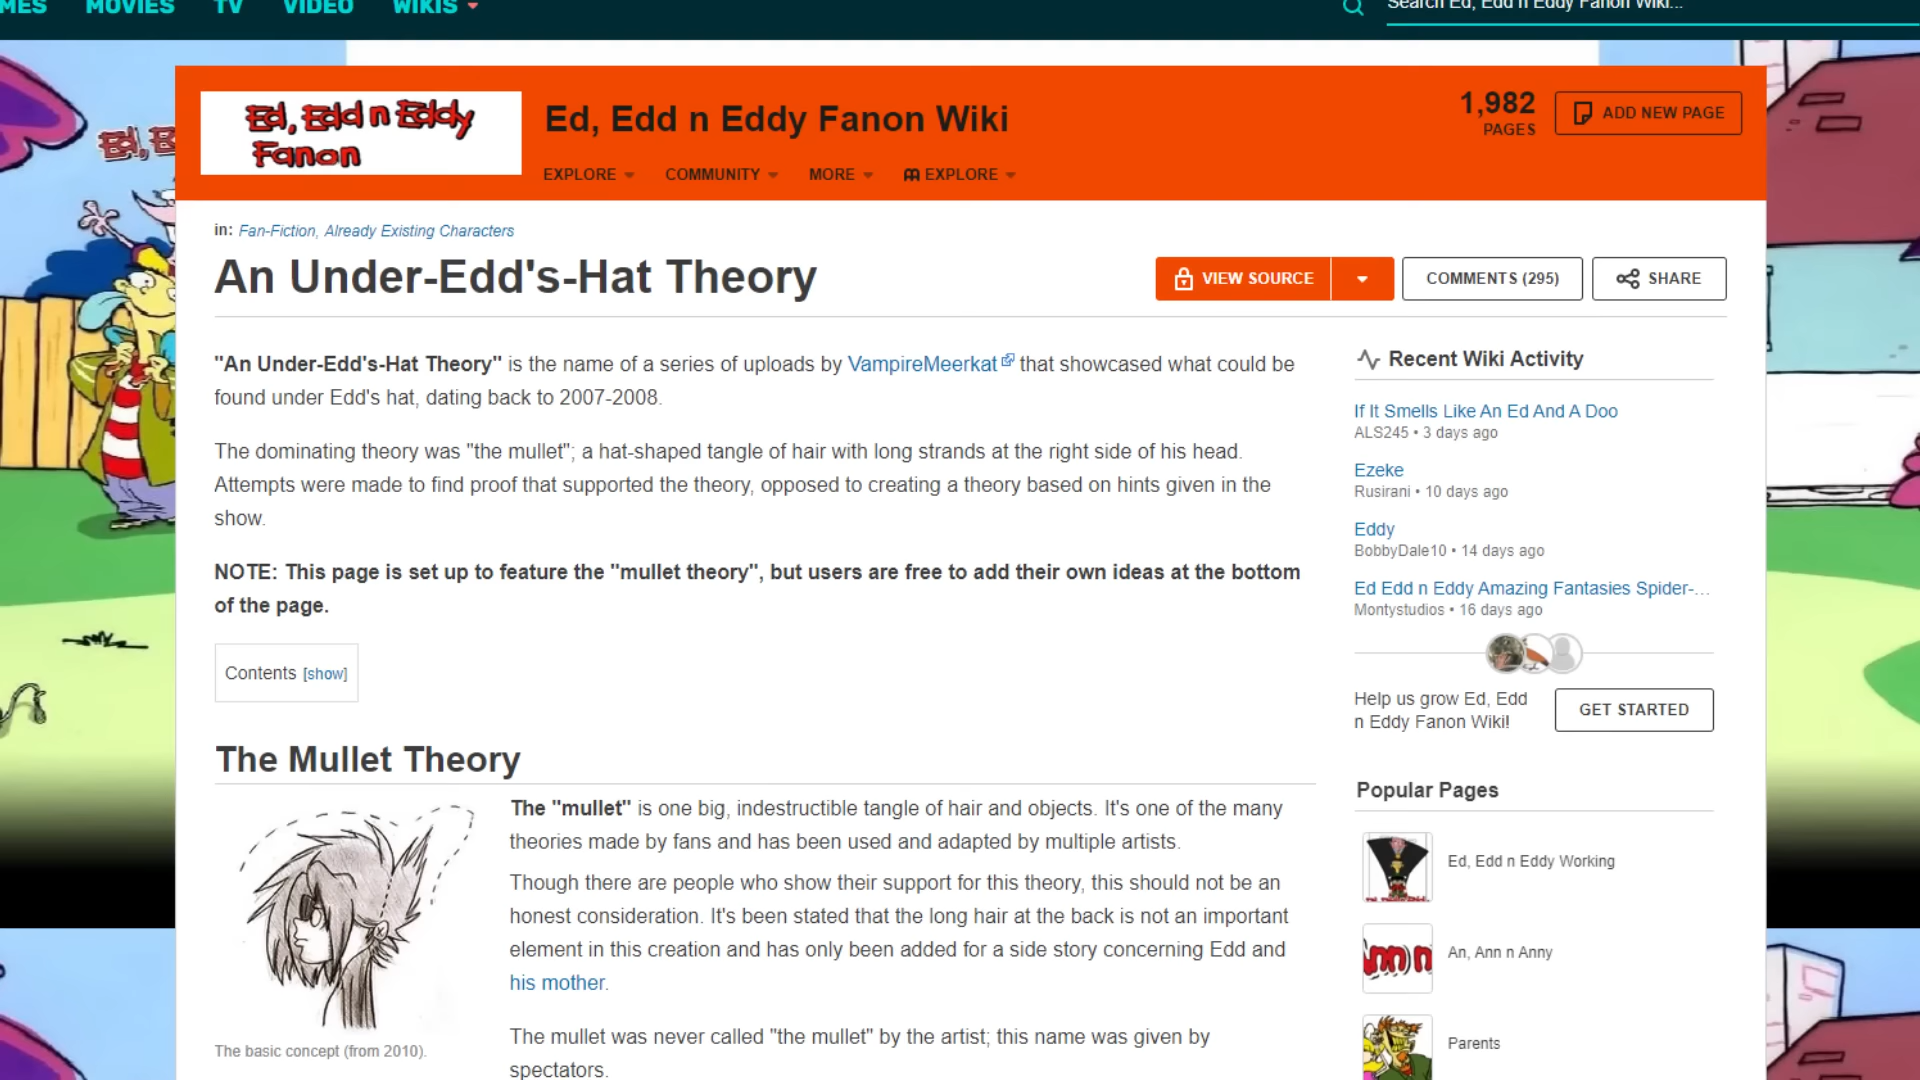 MES MOVIES TV VIDEO WIKIS
Search Ed, Edd n Eddy Fanon Wiki...
Ed, Edd n Eddy
Fanon
Ed, Edd n Eddy Fanon Wiki
1,982
PAGES
ADD NEW PAGE
EXPLORE COMMUNITY MORE EXPLORE
in: Fan-Fiction, Already Existing Characters
An Under-Edd's-Hat Theory
VIEW SOURCE
COMMENTS (295)
SHARE
"An Under-Edd's-Hat Theory" is the name of a series of uploads by VampireMeerkat that showcased what could be
found under Edd's hat, dating back to 2007-2008.
The dominating theory was "the mullet"; a hat-shaped tangle of hair with long strands at the right side of his head.
Attempts were made to find proof that supported the theory, opposed to creating a theory based on hints given in the
show.
NOTE: This page is set up to feature the "mullet theory", but users are free to add their own ideas at the bottom
of the page.
Contents [show]
The Mullet Theory
The "mullet" is one big, indestructible tangle of hair and objects. It's one of the many
theories made by fans and has been used and adapted by multiple artists.
Though there are people who show their support for this theory, this should not be an
honest consideration. It's been stated that the long hair at the back is not an important
element in this creation and has only been added for a side story concerning Edd and
his mother.
The mullet was never called "the mullet" by the artist; this name was given by
spectators.
The basic concept (from 2010).
Recent Wiki Activity
If It Smells Like An Ed And A Doo
ALS245 • 3 days ago
Ezeke
Rusirani • 10 days ago
Eddy
BobbyDale10 • 14 days ago
Ed Edd n Eddy Amazing Fantasies Spider-...
Montystudios • 16 days ago
Help us grow Ed, Edd
n Eddy Fanon Wiki!
GET STARTED
Popular Pages
Ed, Edd n Eddy Working
An, Ann n Anny
Parents